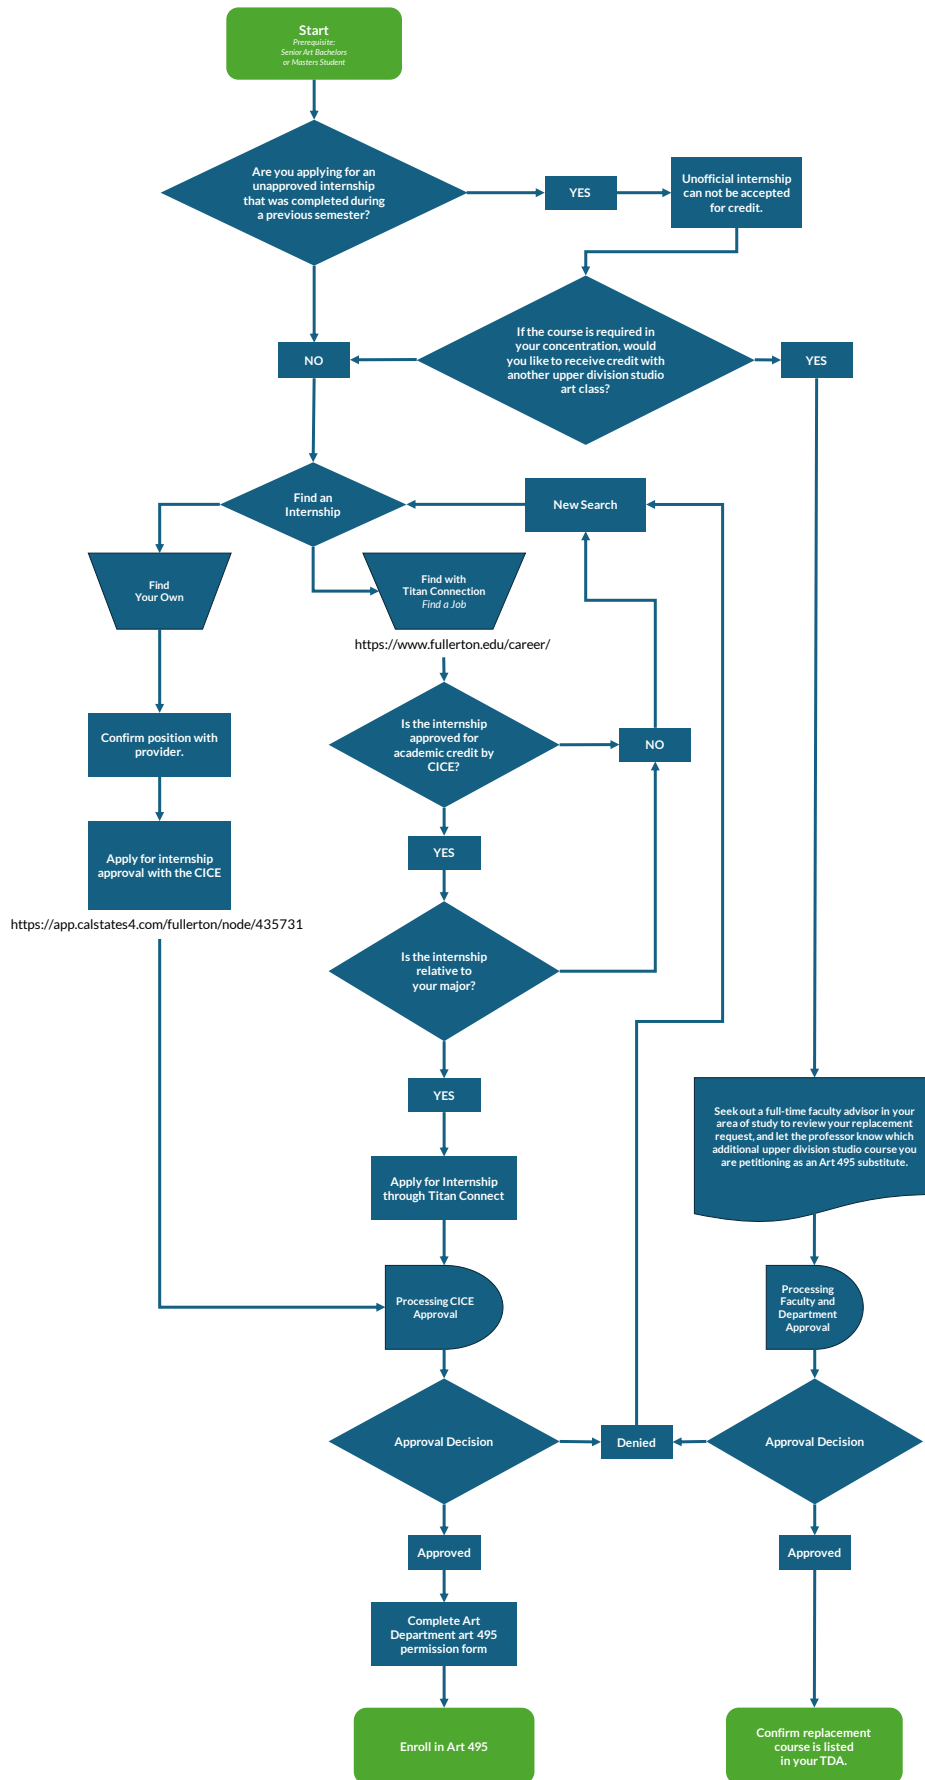 Start
Prerequisite:
Senior Art Bachelors
or Masters Student
Are you applying for an
unapproved internship
that was completed during
a previous semester?
YES
Unofficial internship
can not be accepted
for credit.
If the course is required in
your concentration, would
you like to receive credit with
another upper division studio
art class?
NO
YES
Find an
Internship
New Search
Find
Your Own
Find with
Titan Connection
Find a Job
https://www.fullerton.edu/career/
Confirm position with
provider.
Is the internship
approved for
academic credit by
CICE?
NO
Apply for internship
approval with the CICE
https://app.calstates4.com/fullerton/node/435731
YES
Is the internship
relative to
your major?
YES
Seek out a full-time faculty advisor in your
area of study to review your replacement
request, and let the professor know which
additional upper division studio course you
are petitioning as an Art 495 substitute.
Apply for Internship
through Titan Connect
Processing CICE
Approval
Processing
Faculty and
Department
Approval
Approval Decision
Denied
Approval Decision
Approved
Approved
Complete Art
Department art 495
permission form
Enroll in Art 495
Confirm replacement
course is listed
in your TDA.